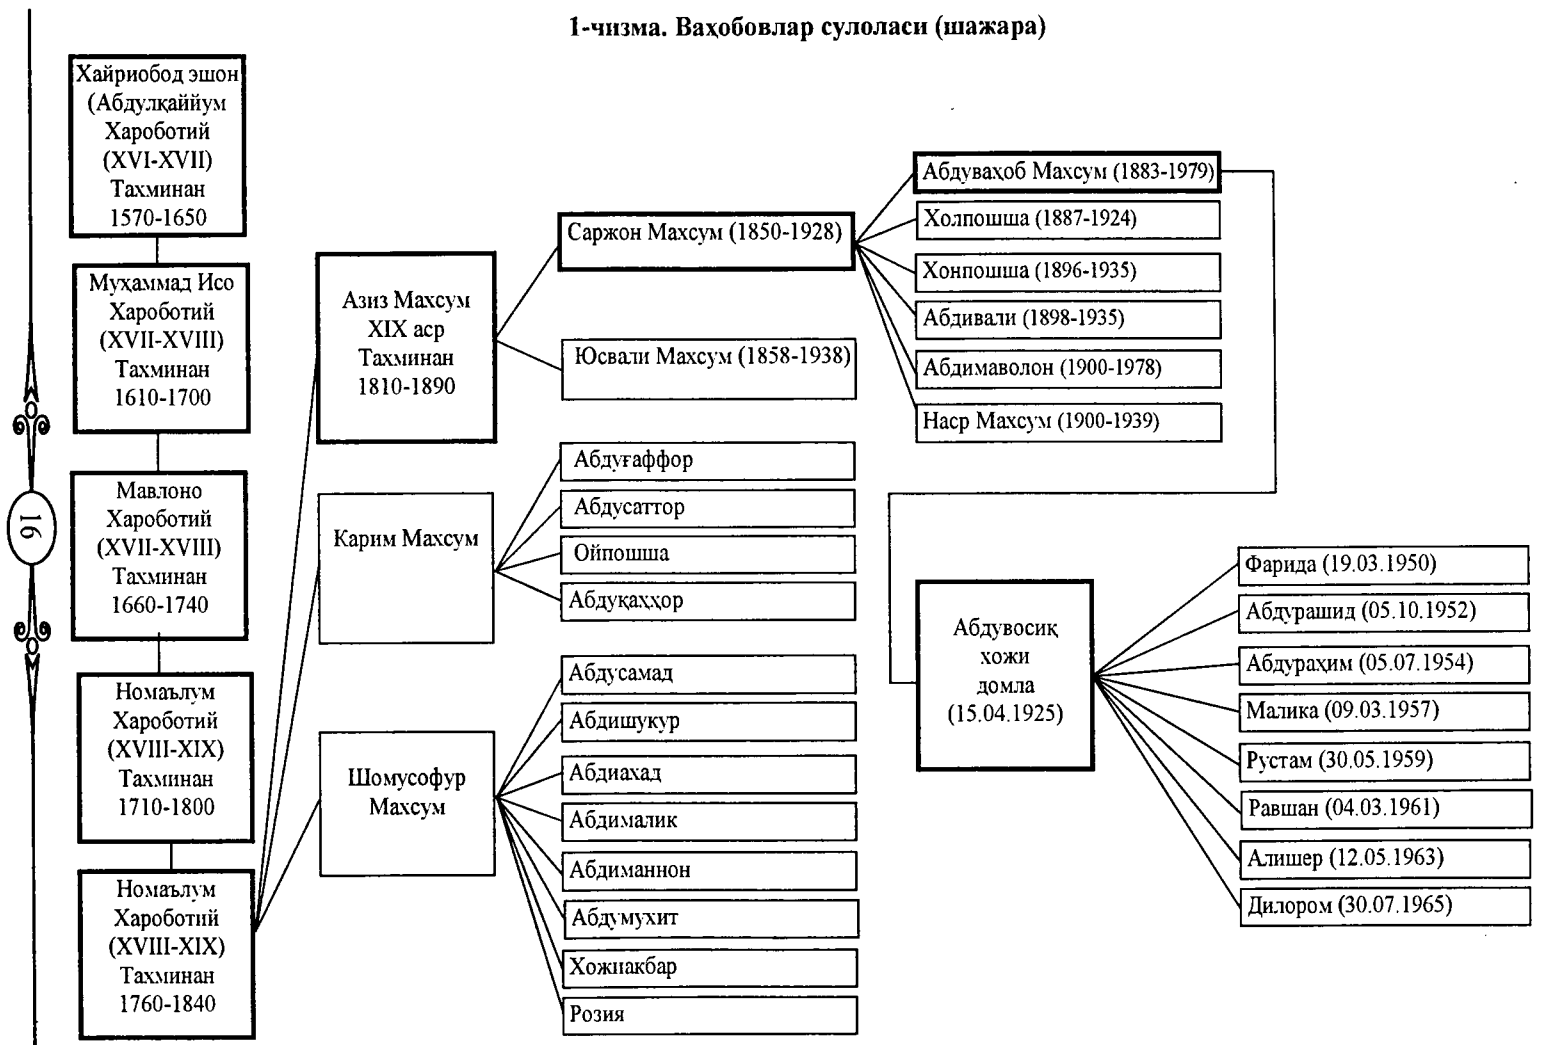 1-чизма. Ваҳобовлар сулоласи (шажара)
Хайриобод эшон
(Абдулқаййум
Хароботий
(XVI-XVII)
Тахминан
1570-1650
Муҳаммад Исо
Хароботий
(XVII-XVIII)
Тахминан
1610-1700
Мавлоно
Хароботий
(XVII-XVIII)
Тахминан
1660-1740
Номаълум
Хароботий
(XVIII-XIX)
Тахминан
1710-1800
Номаълум
Хароботий
(XVIII-XIX)
Тахминан
1760-1840
16
Азиз Махсум
XIX аср
Тахминан
1810-1890
Карим Махсум
Шомусофур
Махсум
Саржон Махсум (1850-1928)
Юсвали Махсум (1858-1938)
Абдуғаффор
Абдусаттор
Ойпошша
Абдуқаҳҳор
Абдусамад
Абдишукур
Абдиахад
Абдималик
Абдиманнон
Абдумухит
Хожиакбар
Розия
Абдуваҳоб Махсум (1883-1979)
Холпошша (1887-1924)
Хонпошша (1896-1935)
Абдивали (1898-1935)
Абдимаволон (1900-1978)
Наср Махсум (1900-1939)
Абдувосиқ
хожи
домла
(15.04.1925)
Фарида (19.03.1950)
Абдурашид (05.10.1952)
Абдураҳим (05.07.1954)
Малика (09.03.1957)
Рустам (30.05.1959)
Равшан (04.03.1961)
Алишер (12.05.1963)
Дилором (30.07.1965)